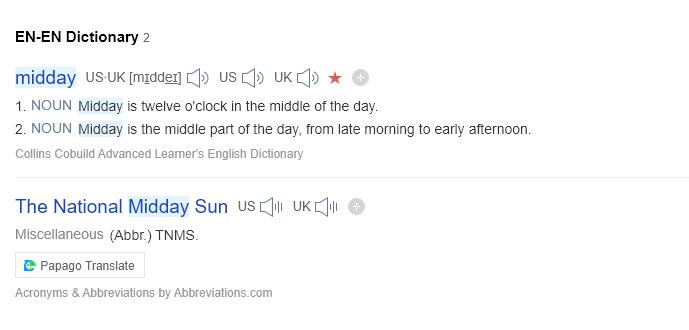 EN-EN Dictionary 2
midday US·UK [mɪddeɪ] US UK
1. NOUN Midday is twelve o'clock in the middle of the day.
2. NOUN Midday is the middle part of the day, from late morning to early afternoon.
Collins Cobuild Advanced Learner's English Dictionary
The National Midday Sun US UK
Miscellaneous (Abbr.) TNMS.
Papago Translate
Acronyms & Abbreviations by Abbreviations.com